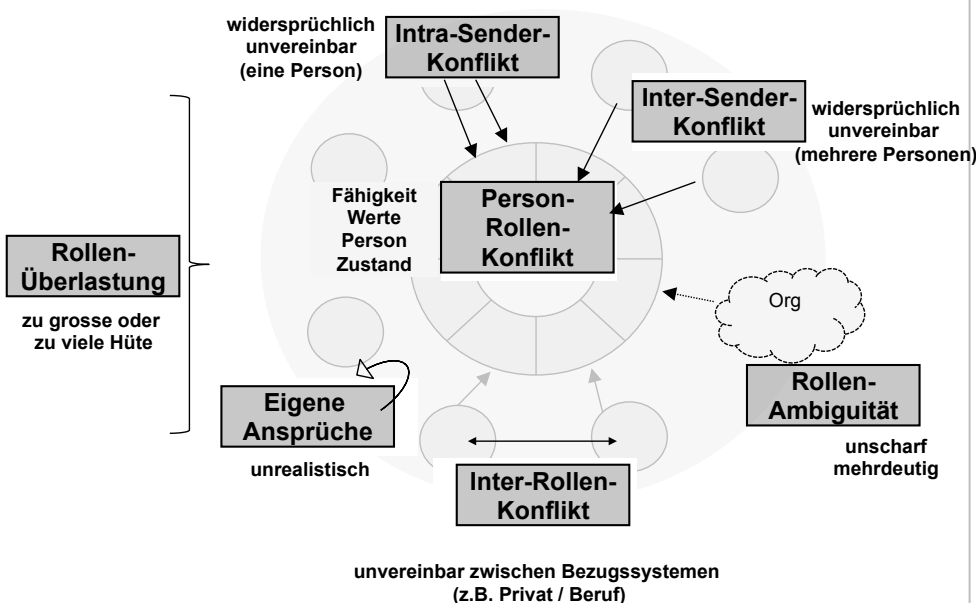 widersprüchlich
unvereinbar
(eine Person)
Intra-Sender-
Konflikt
Inter-Sender-
Konflikt
widersprüchlich
unvereinbar
(mehrere Personen)
Fähigkeit
Werte
Person
Zustand
Person-
Rollen-
Konflikt
Rollen-
Überlastung
zu grosse oder
zu viele Hüte
Org
Eigene
Ansprüche
unrealistisch
Rollen-
Ambiguität
unscharf
mehrdeutig
Inter-Rollen-
Konflikt
unvereinbar zwischen Bezugssystemen
(z.B. Privat / Beruf)